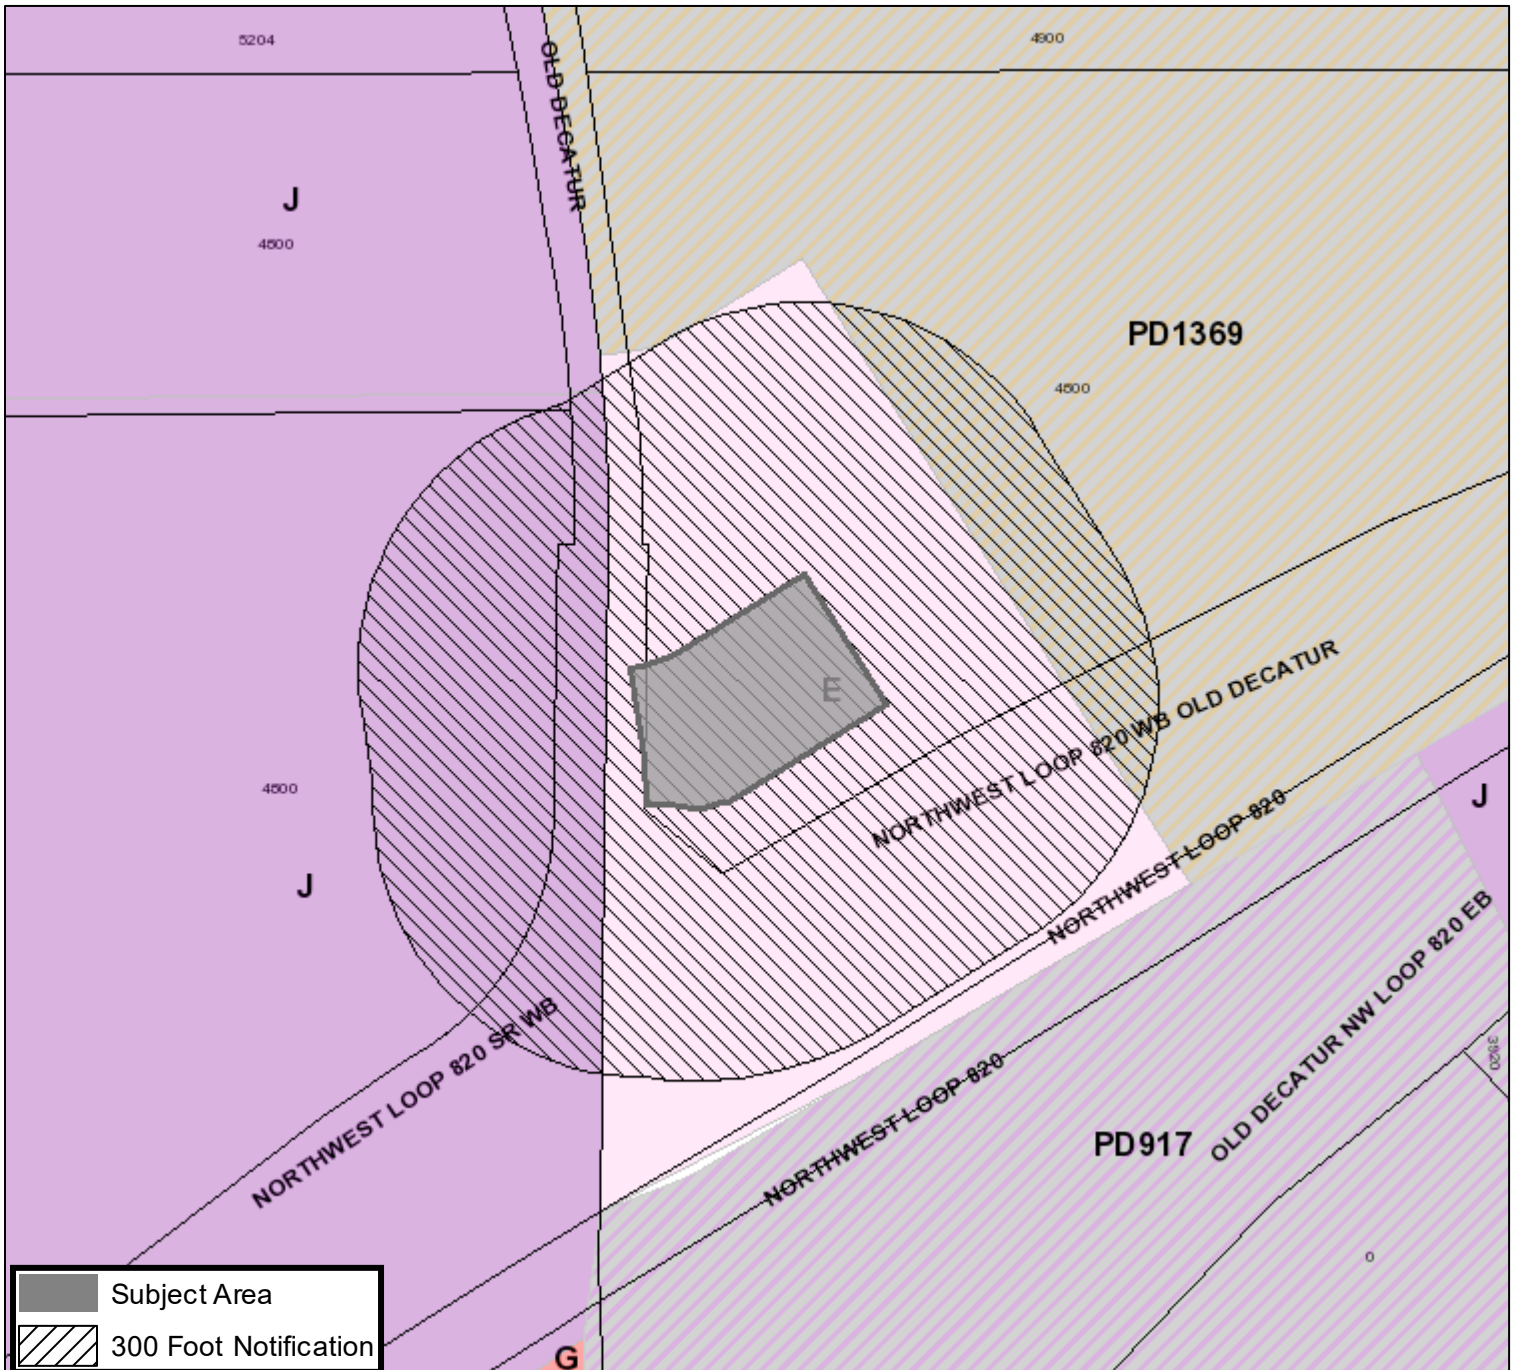 5204
4900
OLD DECATUR
J
4800
PD1369
4800
E
NORTHWEST LOOP 820 WB OLD DECATUR
4800
J
NORTHWEST LOOP 820
J
NORTHWEST LOOP 820 SR WB
NORTHWEST LOOP 820
OLD DECATUR NW LOOP 820 EB
3920
PD917
0
Subject Area
300 Foot Notification
G